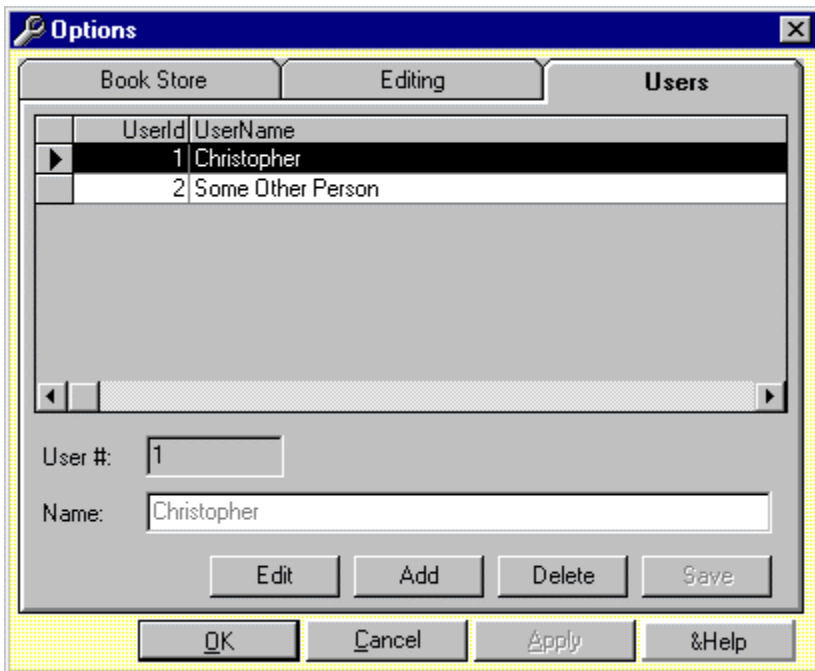 Options
Book Store Editing Users
UserId UserName
1 Christopher
2 Some Other Person
User #: 1
Name: Christopher
Edit Add Delete Save
OK Cancel Apply &Help